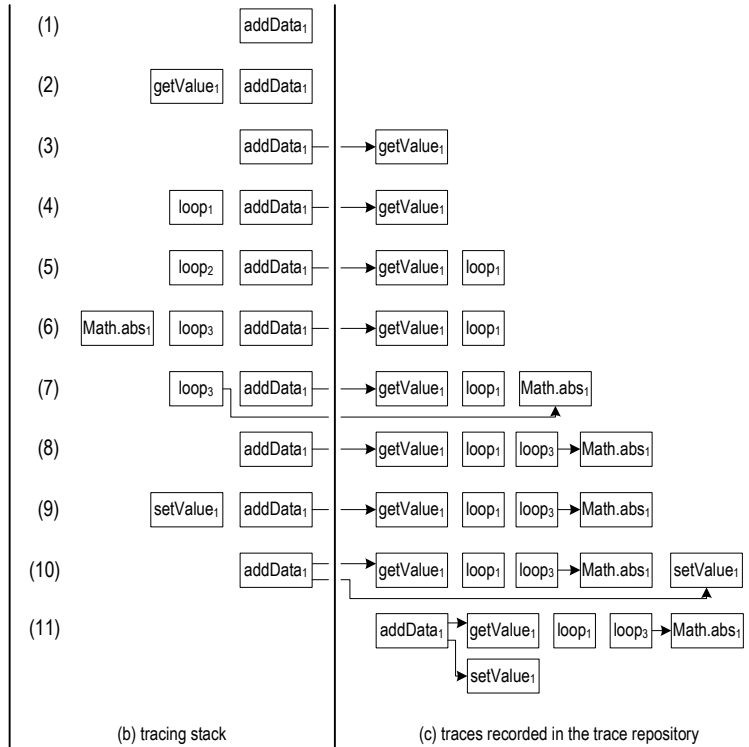 (1) addData₁
(2) getValue₁ addData₁
(3) addData₁ getValue₁
(4) loop₁ addData₁ getValue₁
(5) loop₂ addData₁ getValue₁ loop₁
(6) Math.abs₁ loop₃ addData₁ getValue₁ loop₁
(7) loop₃ addData₁ getValue₁ loop₁ Math.abs₁
(8) addData₁ getValue₁ loop₁ loop₃ Math.abs₁
(9) setValue₁ addData₁ getValue₁ loop₁ loop₃ Math.abs₁
(10) addData₁ getValue₁ loop₁ loop₃ Math.abs₁ setValue₁
(11) addData₁ getValue₁ loop₁ loop₃ Math.abs₁
setValue₁
(b) tracing stack (c) traces recorded in the trace repository